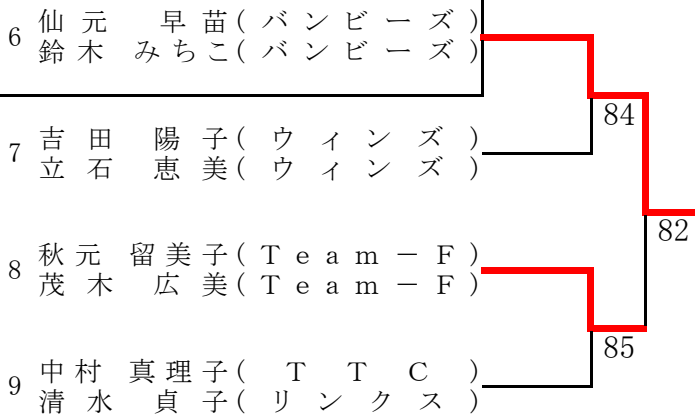 6 仙元 早苗(バンビーズ)
鈴木 みちこ(バンビーズ)
84
7 吉田 陽子(ウィンズ)
立石 恵美(ウィンズ)
82
8 秋元 留美子(Team－F)
茂木 広美(Team－F)
85
9 中村 真理子(TTC)
清水 貞子(リンクス)